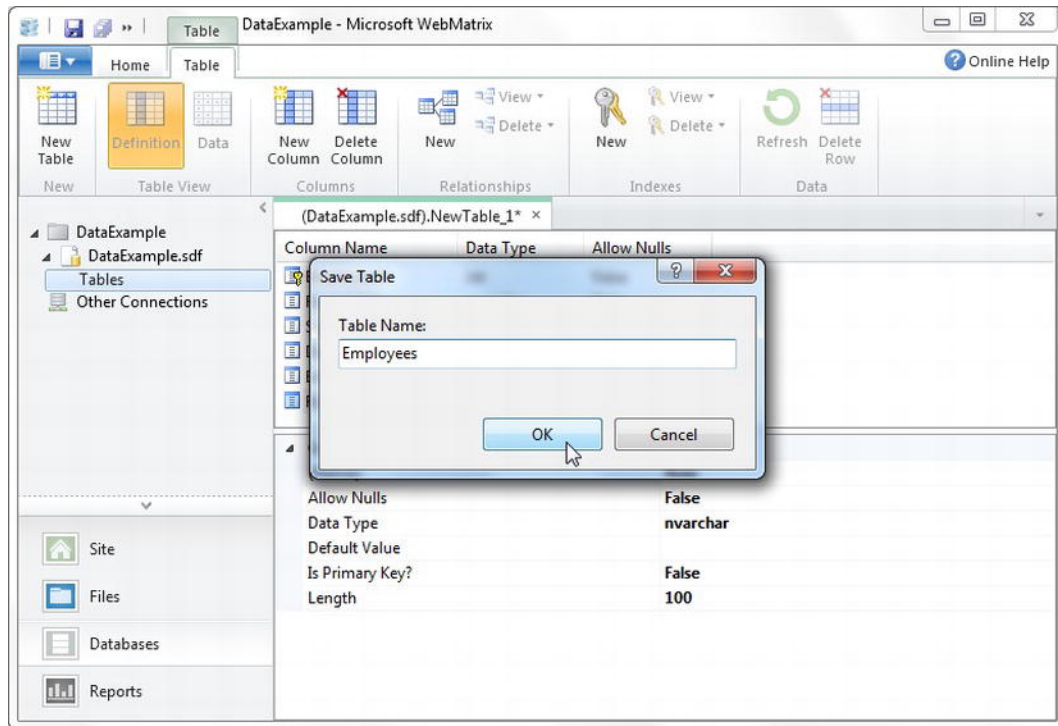 Table DataExample - Microsoft WebMatrix
Home Table Online Help
New Table Definition Data New Column Delete Column New View Delete New View Delete Refresh Delete Row
New Table View Columns Relationships Indexes Data
(DataExample.sdf).NewTable_1*
DataExample
DataExample.sdf
Tables
Other Connections
Column Name Data Type Allow Nulls
Save Table
Table Name:
Employees
OK Cancel
Allow Nulls False
Data Type nvarchar
Default Value
Is Primary Key? False
Length 100
Site
Files
Databases
Reports